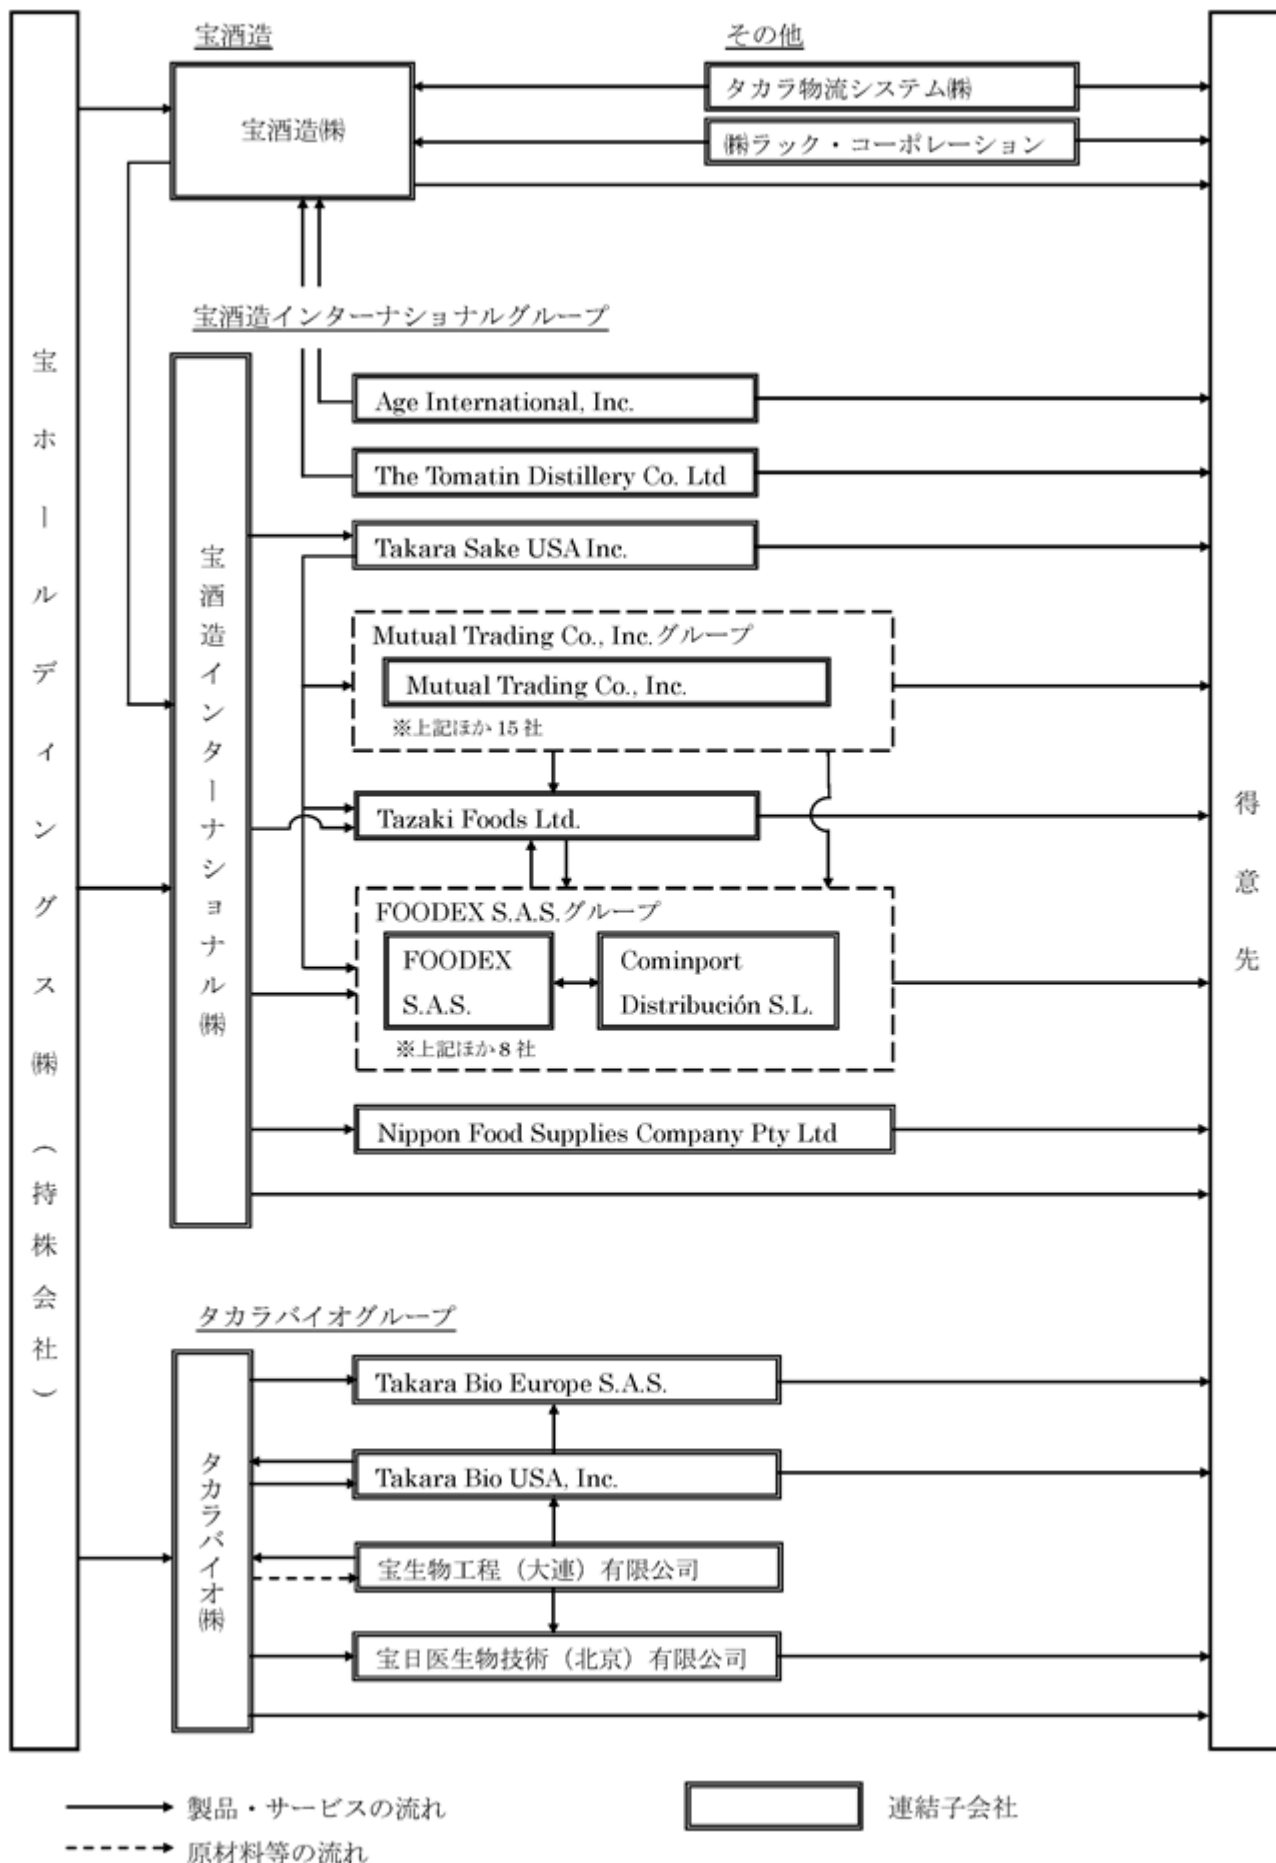 宝酒造
その他
宝酒造㈱
タカラ物流システム㈱
㈱ラック・コーポレーション
宝ホールディングス㈱(持株会社)
宝酒造インターナショナルグループ
宝酒造インターナショナル㈱
Age International, Inc.
The Tomatin Distillery Co. Ltd
Takara Sake USA Inc.
Mutual Trading Co., Inc.グループ
Mutual Trading Co., Inc.
※上記ほか 15 社
Tazaki Foods Ltd.
FOODEX S.A.S.グループ
FOODEX
S.A.S.
Cominport
Distribución S.L.
※上記ほか 8 社
Nippon Food Supplies Company Pty Ltd
得意先
タカラバイオグループ
タカラバイオ㈱
Takara Bio Europe S.A.S.
Takara Bio USA, Inc.
宝生物工程（大連）有限公司
宝日医生物技術（北京）有限公司
製品・サービスの流れ
連結子会社
原材料等の流れ